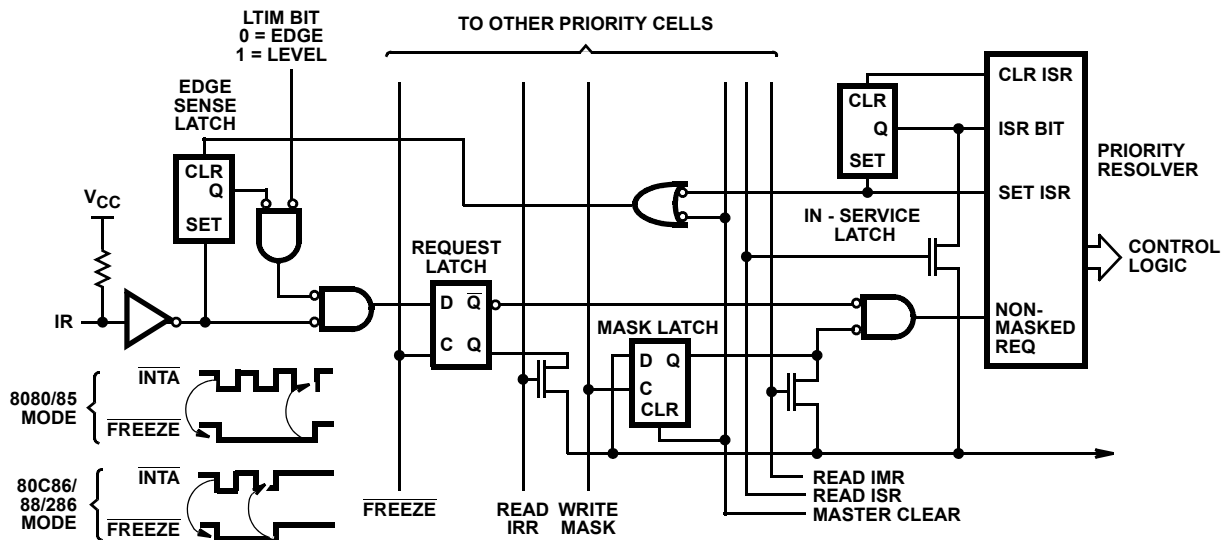 LTIM BIT
0 = EDGE
1 = LEVEL
TO OTHER PRIORITY CELLS
EDGE
SENSE
LATCH
CLR
Q
SET
VCC
IR
REQUEST
LATCH
D Q
C Q
MASK LATCH
D Q
C
CLR
CLR
Q
SET
IN - SERVICE
LATCH
CLR ISR
ISR BIT
SET ISR
NON-
MASKED
REQ
PRIORITY
RESOLVER
CONTROL
LOGIC
8080/85
MODE
INTA
FREEZE
80C86/
88/286
MODE
INTA
FREEZE
FREEZE
READ
IRR
WRITE
MASK
READ IMR
READ ISR
MASTER CLEAR